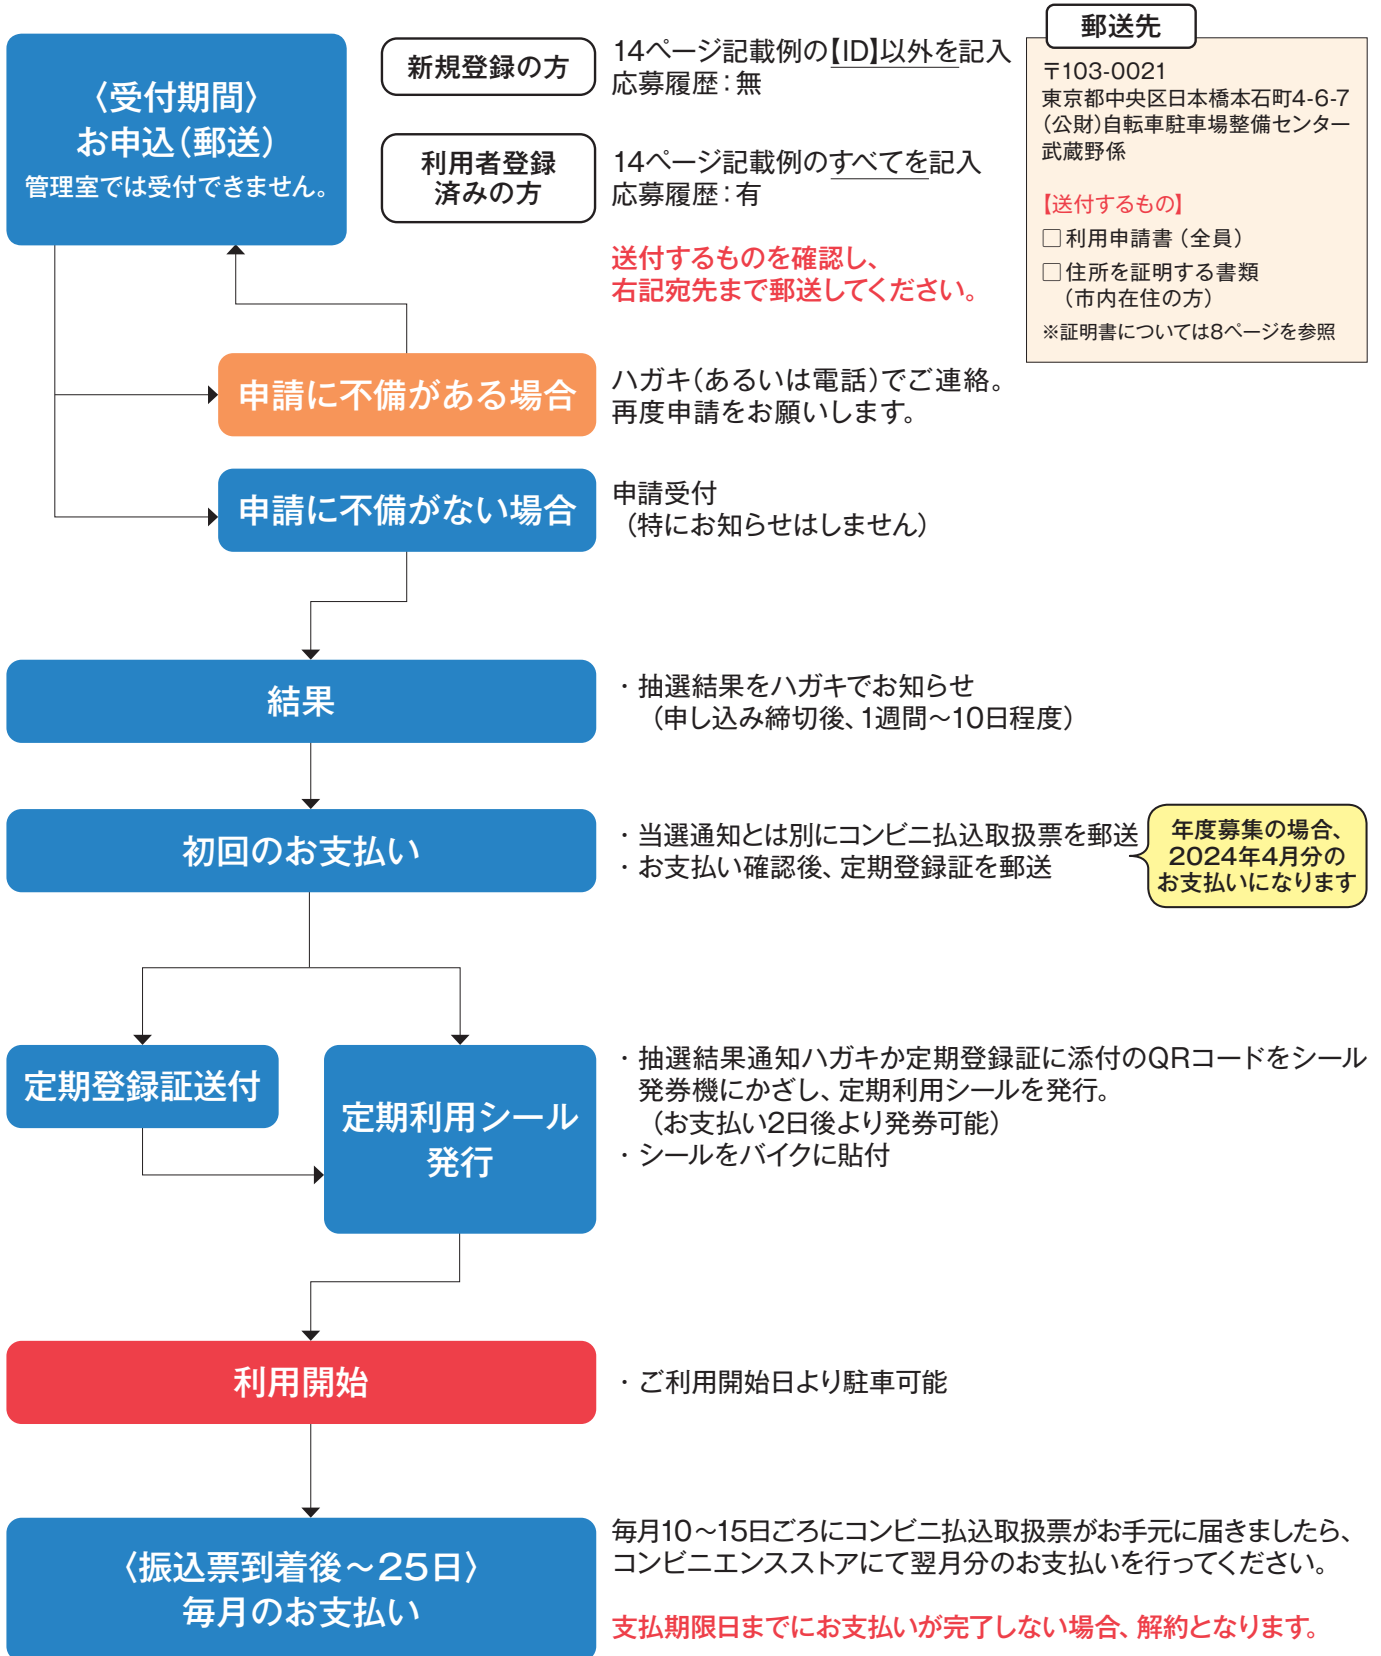 〈受付期間〉
お申込（郵送）
管理室では受付できません。
新規登録の方
14ページ記載例の【ID】以外を記入
応募履歴：無
利用者登録
済みの方
14ページ記載例のすべてを記入
応募履歴：有
送付するものを確認し、
右記宛先まで郵送してください。
郵送先
〒103-0021
東京都中央区日本橋本石町4-6-7
（公財）自転車駐車場整備センター
武蔵野係
【送付するもの】
□利用申請書（全員）
□住所を証明する書類
（市内在住の方）
※証明書については8ページを参照
申請に不備がある場合
ハガキ（あるいは電話）でご連絡。
再度申請をお願いします。
申請に不備がない場合
申請受付
（特にお知らせはしません）
結果
・抽選結果をハガキでお知らせ
（申し込み締切後、1週間～10日程度）
初回のお支払い
・当選通知とは別にコンビニ払込取扱票を郵送
・お支払い確認後、定期登録証を郵送
年度募集の場合、
2024年4月分の
お支払いになります
定期登録証送付
定期利用シール
発行
・抽選結果通知ハガキか定期登録証に添付のQRコードをシール
発券機にかざし、定期利用シールを発行。
（お支払い2日後より発券可能）
・シールをバイクに貼付
利用開始
・ご利用開始日より駐車可能
〈振込票到着後～25日〉
毎月のお支払い
毎月10～15日ごろにコンビニ払込取扱票がお手元に届きましたら、
コンビニエンスストアにて翌月分のお支払いを行ってください。
支払期限日までにお支払いが完了しない場合、解約となります。